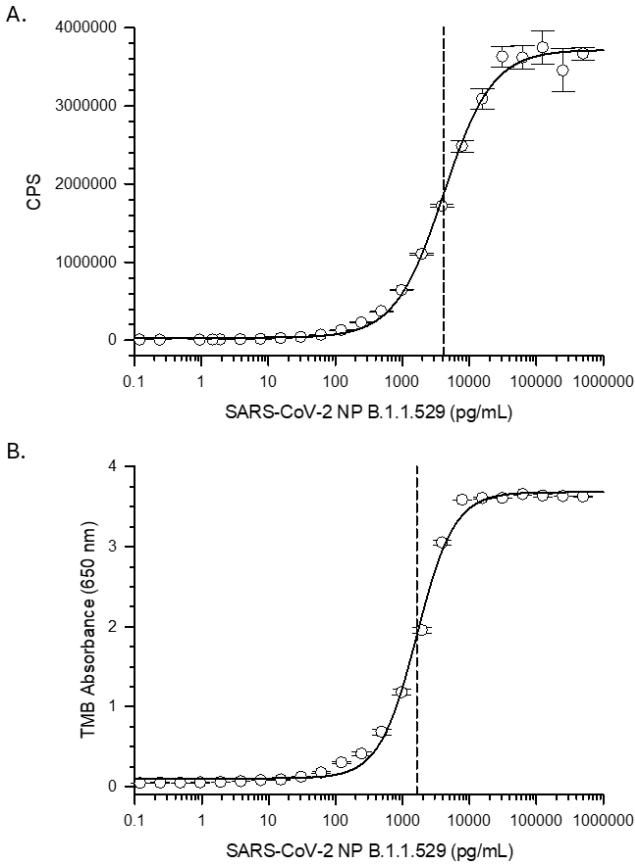 A.
4000000
3000000
2000000
1000000
0
CPS
0.1 1 10 100 1000 10000 100000 1000000
SARS-CoV-2 NP B.1.1.529 (pg/mL)
B.
4
3
2
1
0
TMB Absorbance (650 nm)
0.1 1 10 100 1000 10000 100000 1000000
SARS-CoV-2 NP B.1.1.529 (pg/mL)